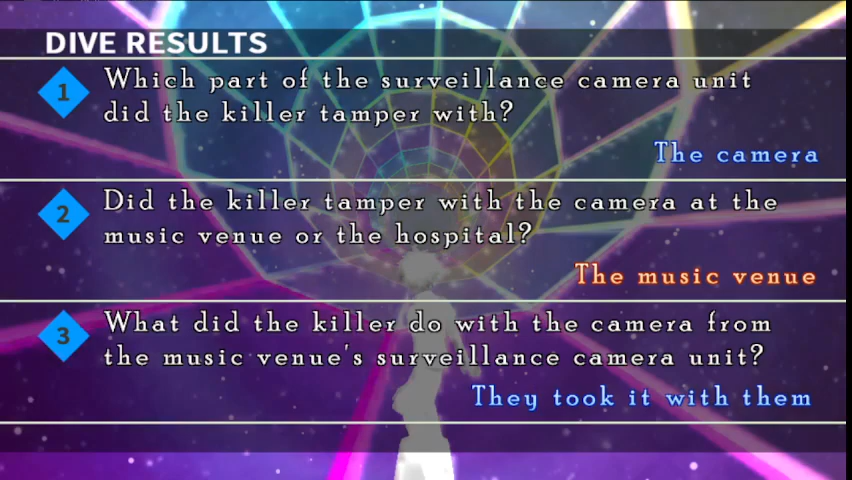 DIVE RESULTS
1
Which part of the surveillance camera unit
did the killer tamper with?
The camera
2
Did the killer tamper with the camera at the
music venue or the hospital?
The music venue
3
What did the killer do with the camera from
the music venue's surveillance camera unit?
They took it with them